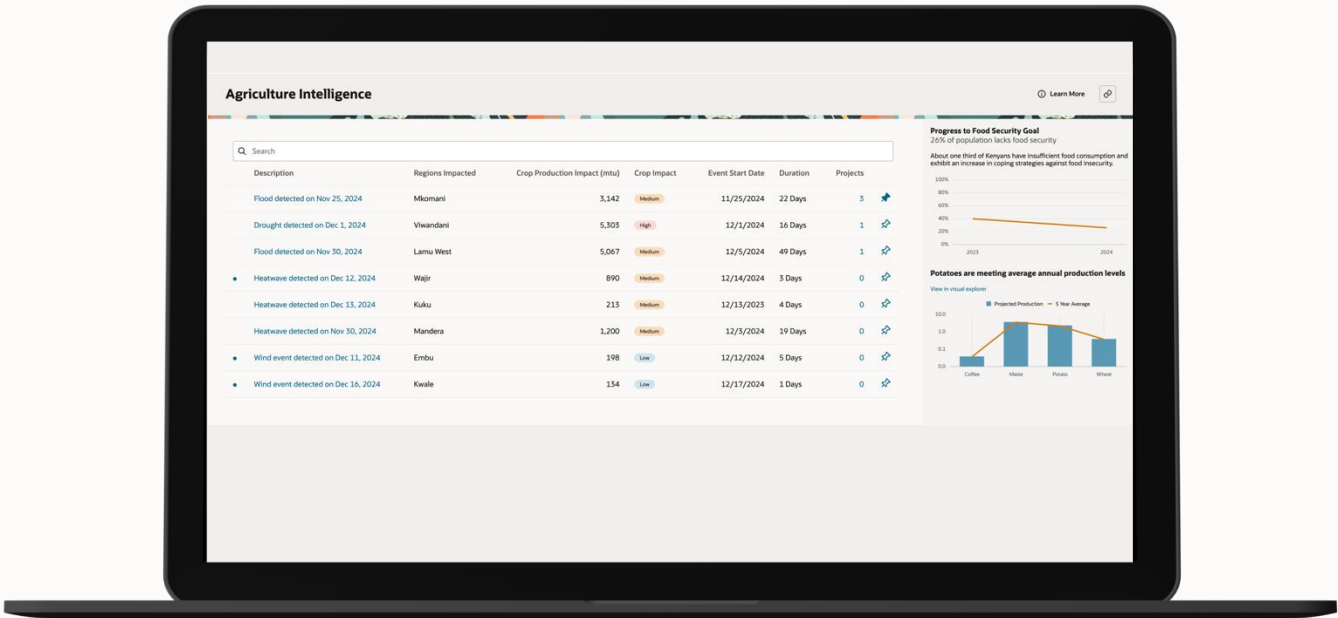 Agriculture Intelligence
Learn More
Search
Description Regions Impacted Crop Production Impact (mtu) Crop Impact Event Start Date Duration Projects
Flood detected on Nov 25, 2024 Mkomani 3,142 Medium 11/25/2024 22 Days 3
Drought detected on Dec 1, 2024 Viwandani 5,303 High 12/1/2024 16 Days 1
Flood detected on Nov 30, 2024 Lamu West 5,067 Medium 12/5/2024 49 Days 1
Heatwave detected on Dec 12, 2024 Wajir 890 Medium 12/14/2024 3 Days 0
Heatwave detected on Dec 13, 2024 Kuku 213 Medium 12/13/2023 4 Days 0
Heatwave detected on Nov 30, 2024 Mandera 1,200 Medium 12/3/2024 19 Days 0
Wind event detected on Dec 11, 2024 Embu 198 Low 12/12/2024 5 Days 0
Wind event detected on Dec 16, 2024 Kwale 134 Low 12/17/2024 1 Days 0
Progress to Food Security Goal
26% of population lacks food security
About one third of Kenyans have insufficient food consumption and
exhibit an increase in coping strategies against food insecurity.
100%
80%
60%
40%
20%
0%
2023 2024
Potatoes are meeting average annual production levels
View in visual explorer
Projected Production 5 Year Average
10.0
1.0
0.1
0.0
Coffee Maize Potato Wheat